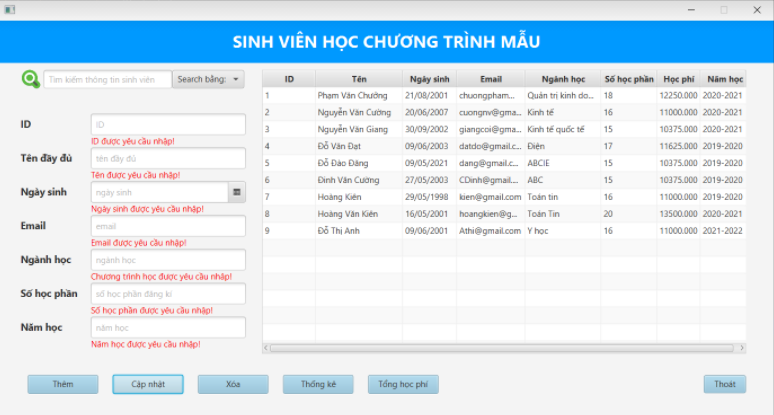 SINH VIÊN HỌC CHƯƠNG TRÌNH MẪU
Tìm kiếm thông tin sinh viên Search bằng:
ID ID
ID được yêu cầu nhập!
Tên đầy đủ tên đầy đủ
Tên được yêu cầu nhập!
Ngày sinh ngày sinh
Ngày sinh được yêu cầu nhập!
Email email
Email được yêu cầu nhập!
Ngành học ngành học
Chương trình học được yêu cầu nhập!
Số học phần số học phần đăng kí
Số học phần được yêu cầu nhập!
Năm học năm học
Năm học được yêu cầu nhập!
ID Tên Ngày sinh Email Ngành học Số học phần Học phí Năm học
1 Phạm Văn Chưởng 21/08/2001 chuongpham... Quản trị kinh do... 18 12250.000 2020-2021
2 Nguyễn Văn Cường 20/06/2007 cuongnv@gma... Kinh tế 16 11000.000 2020-2021
3 Nguyễn Văn Giang 30/09/2002 giangcoi@gma... Kinh tế quốc tế 15 10375.000 2020-2021
4 Đỗ Văn Đạt 09/06/2003 datdo@gmail.c... Điện 17 11625.000 2019-2020
5 Đỗ Đào Đăng 09/05/2021 dang@gmail.c... ABCIE 15 10375.000 2019-2020
6 Đinh Văn Cường 27/05/2003 CDinh@gmail.... ABC 15 10375.000 2020-2021
7 Hoàng Kiên 29/05/1998 kien@gmail.com Toán tin 16 11000.000 2019-2020
8 Hoàng Văn Kiên 16/05/2001 hoangkien@g... Toán Tin 20 13500.000 2020-2021
9 Đỗ Thị Anh 09/06/2001 Athi@gmail.com Y học 16 11000.000 2021-2022
Thêm Cập nhật Xóa Thống kê Tổng học phí Thoát